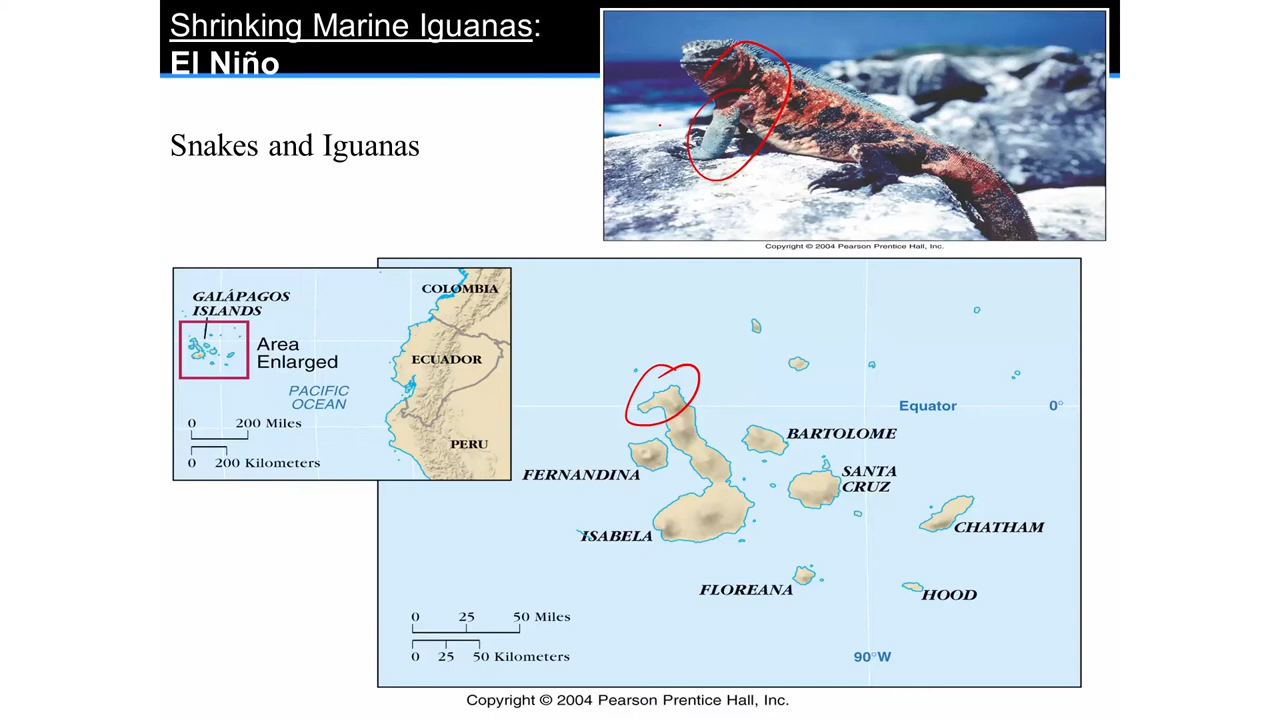 Shrinking Marine Iguanas:
El Niño
Snakes and Iguanas
Copyright © 2004 Pearson Prentice Hall, Inc.
GALÁPAGOS
ISLANDS
Area
Enlarged
PACIFIC
OCEAN
0 200 Miles
0 200 Kilometers
COLOMBIA
ECUADOR
PERU
Equator 0°
BARTOLOME
FERNANDINA
SANTA
CRUZ
ISABELA
CHATHAM
FLOREANA
HOOD
0 25 50 Miles
0 25 50 Kilometers
90°W
Copyright © 2004 Pearson Prentice Hall, Inc.